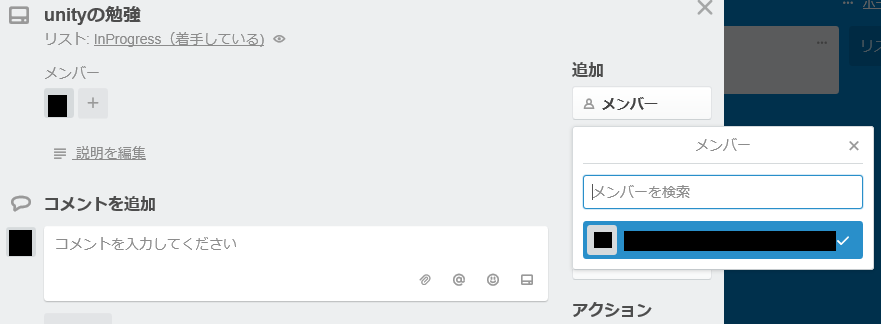 unityの勉強
リスト: InProgress（着手している)
メンバー
+
説明を編集
コメントを追加
コメントを入力してください
追加
メンバー
メンバー
メンバーを検索
アクション
リス